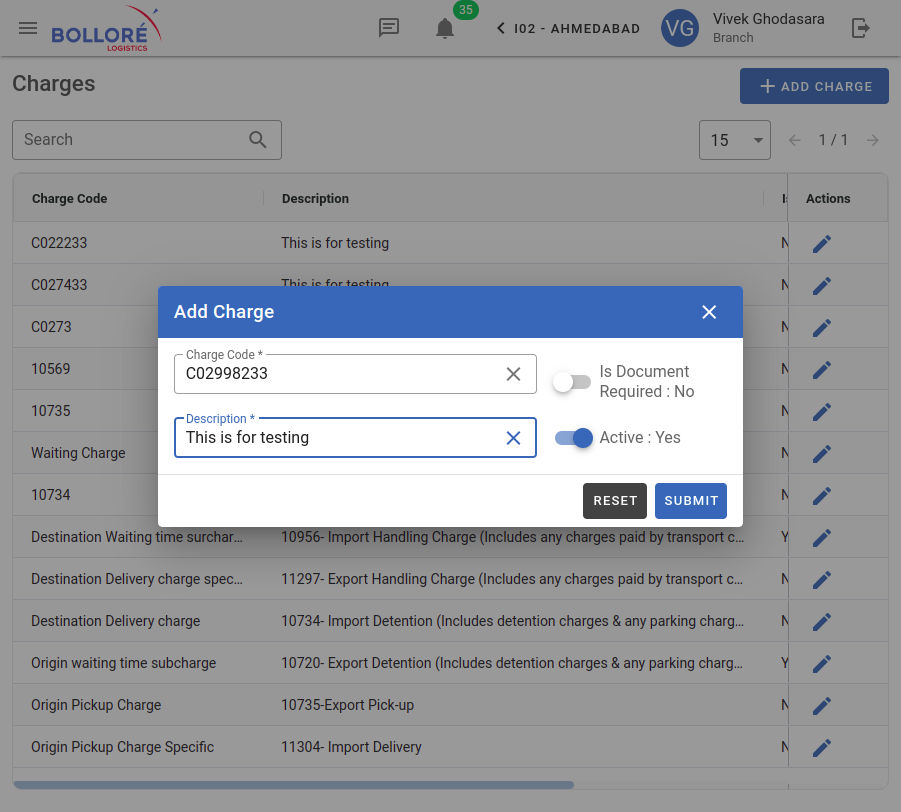 35
BOLLORÉ
LOGISTICS
I02 - AHMEDABAD
VG
Vivek Ghodasara
Branch
Charges
ADD CHARGE
Search
15
1 / 1
Charge Code Description Is Actions
C022233 This is for testing N
C027433 This is for testing N
C0273 N
10569 N
10735 N
Waiting Charge N
10734 N
Add Charge
Charge Code *
C02998233
Is Document
Required : No
Description *
This is for testing
Active : Yes
RESET SUBMIT
Destination Waiting time surchar... 10956- Import Handling Charge (Includes any charges paid by transport c... Y
Destination Delivery charge spec... 11297- Export Handling Charge (Includes any charges paid by transport c... N
Destination Delivery charge 10734- Import Detention (Includes detention charges & any parking charg... N
Origin waiting time subcharge 10720- Export Detention (Includes detention charges & any parking charg... Y
Origin Pickup Charge 10735-Export Pick-up N
Origin Pickup Charge Specific 11304- Import Delivery N